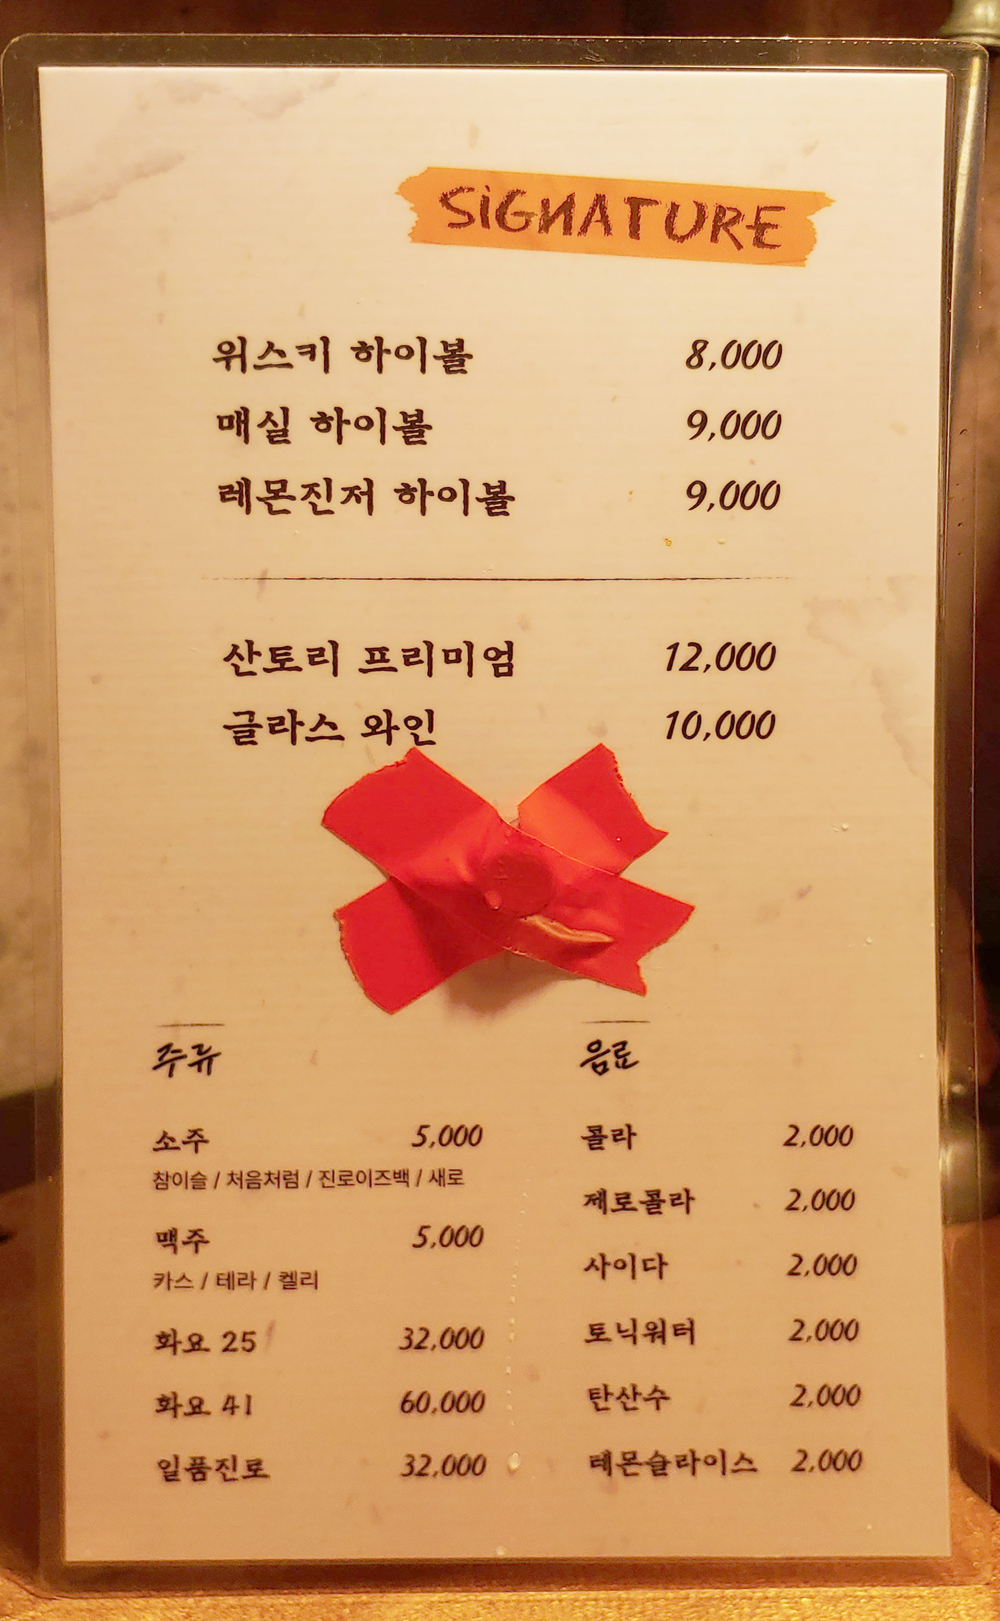 SiGNATURE
위스키 하이볼 8,000
매실 하이볼 9,000
레몬진저 하이볼 9,000
산토리 프리미엄 12,000
글라스 와인 10,000
주류
소주 5,000
참이슬 / 처음처럼 / 진로이즈백 / 새로
맥주 5,000
카스 / 테라 / 켈리
화요 25 32,000
화요 41 60,000
일품진로 32,000
음료
콜라 2,000
제로콜라 2,000
사이다 2,000
토닉워터 2,000
탄산수 2,000
레몬슬라이스 2,000